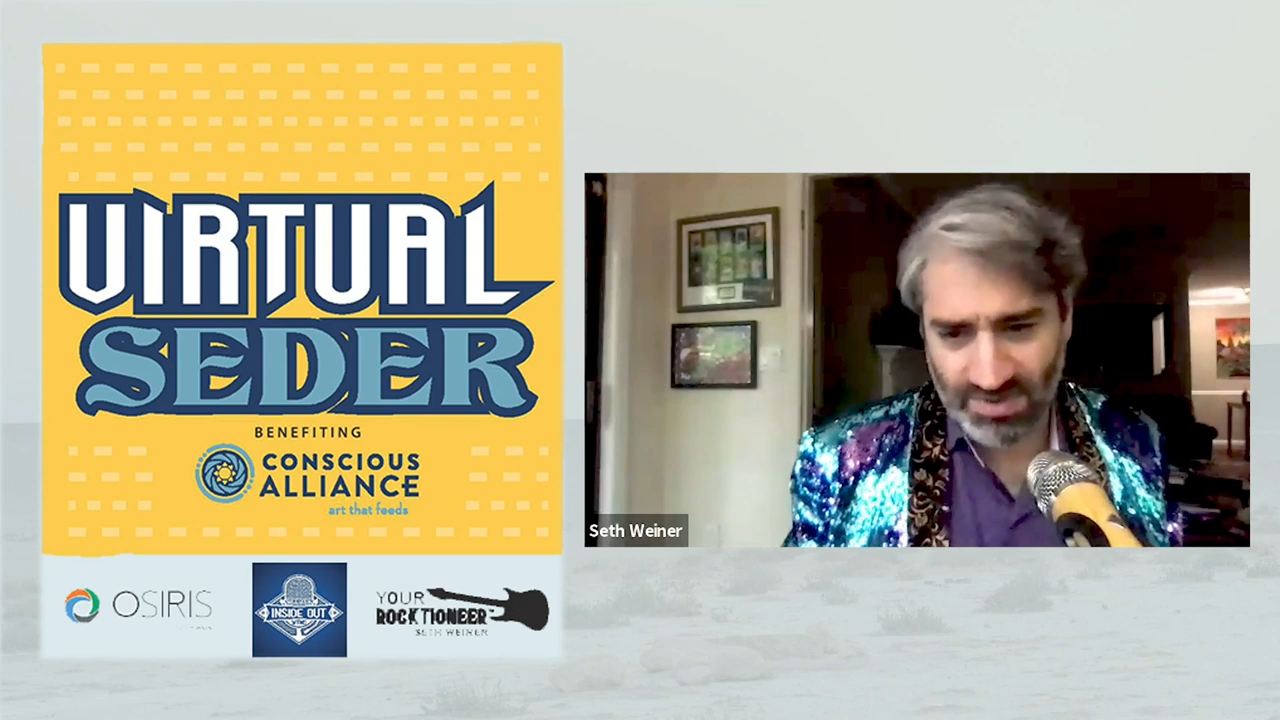 VIRTUAL
SEDER
BENEFITING
CONSCIOUS
ALLIANCE
art that feeds
OSIRIS
INSIDE OUT
YOUR
ROCKTIONEER
SETH WEINER
Seth Weiner